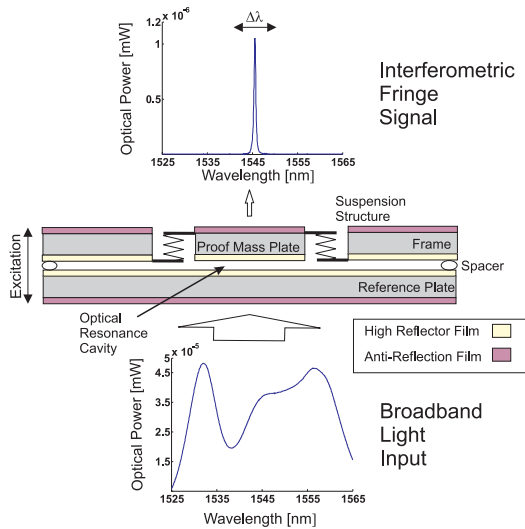 Δλ
x 10⁻⁶
1.2
1
0.5
Optical Power [mW]
1525 1535 1545 1555 1565
Wavelength [nm]
Interferometric
Fringe
Signal
Suspension
Structure
Proof Mass Plate
Frame
Spacer
Excitation
Reference Plate
Optical
Resonance
Cavity
High Reflector Film
Anti-Reflection Film
x 10⁻⁵
4.5
3
1.5
0
Optical Power [mW]
1525 1535 1545 1555 1565
Wavelength [nm]
Broadband
Light
Input